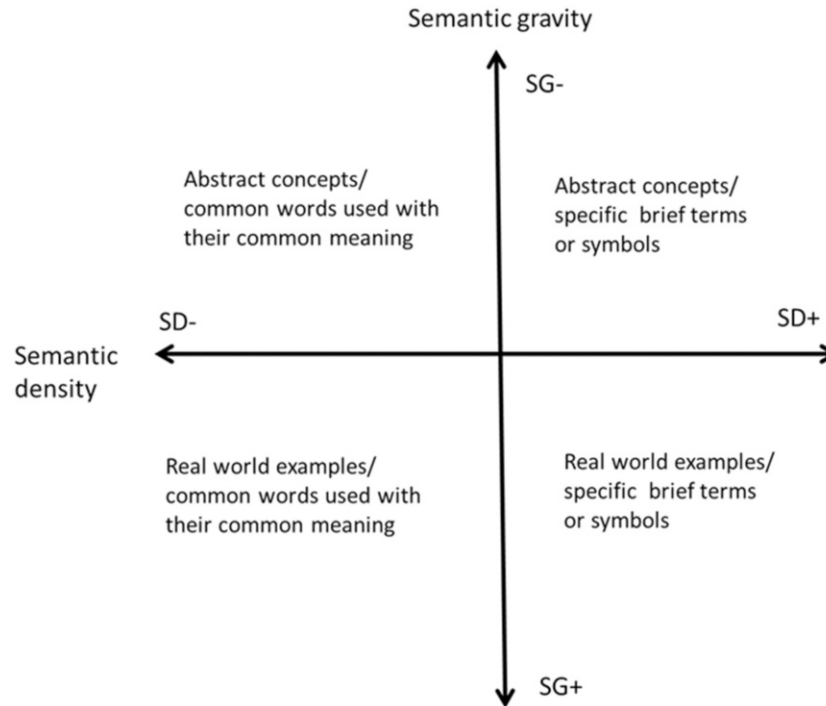 Semantic gravity
SG-
Abstract concepts/
common words used with
their common meaning
Abstract concepts/
specific brief terms
or symbols
SD-
SD+
Semantic
density
Real world examples/
common words used with
their common meaning
Real world examples/
specific brief terms
or symbols
SG+